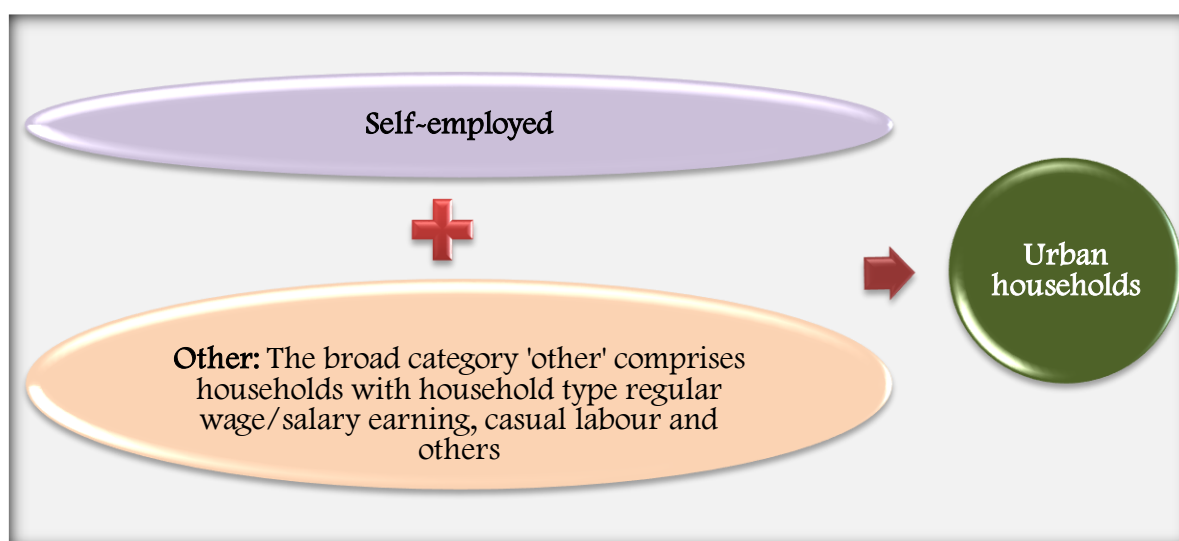 Self-employed
Other: The broad category 'other' comprises
households with household type regular
wage/salary earning, casual labour and
others
Urban
households